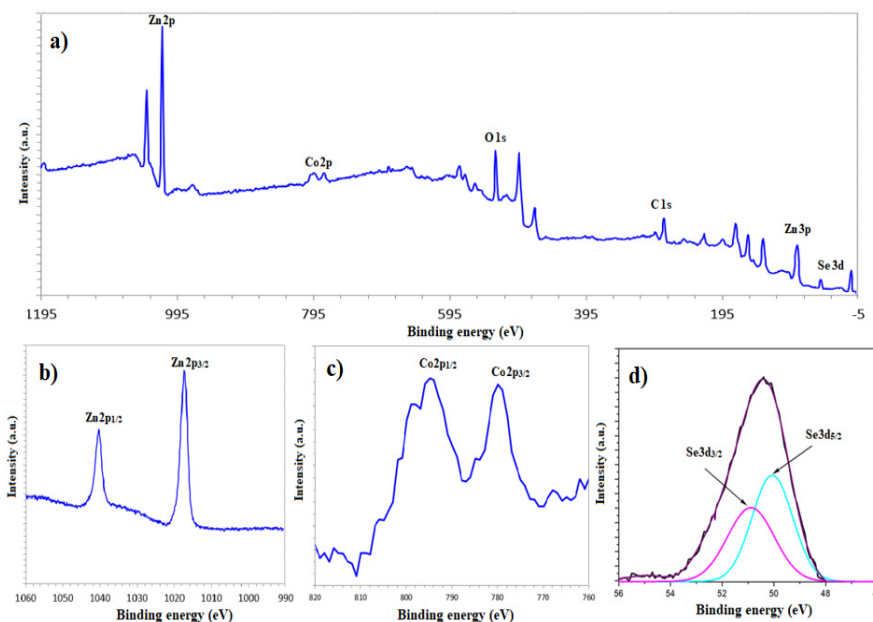 a)
Zn2p
Co2p
O1s
C1s
Zn3p
Se3d
Intensity (a.u.)
1195 995 795 595 395 195 -5
Binding energy (eV)
b)
Zn2p1/2
Zn2p3/2
Intensity (a.u.)
1060 1050 1040 1030 1020 1010 1000 990
Binding energy (eV)
c)
Co2p1/2
Co2p3/2
Intensity (a.u.)
820 810 800 790 780 770 760
Binding energy (eV)
d)
Se3d3/2
Se3d5/2
Intensity (a.u.)
56 54 52 50 48
Binding energy (eV)